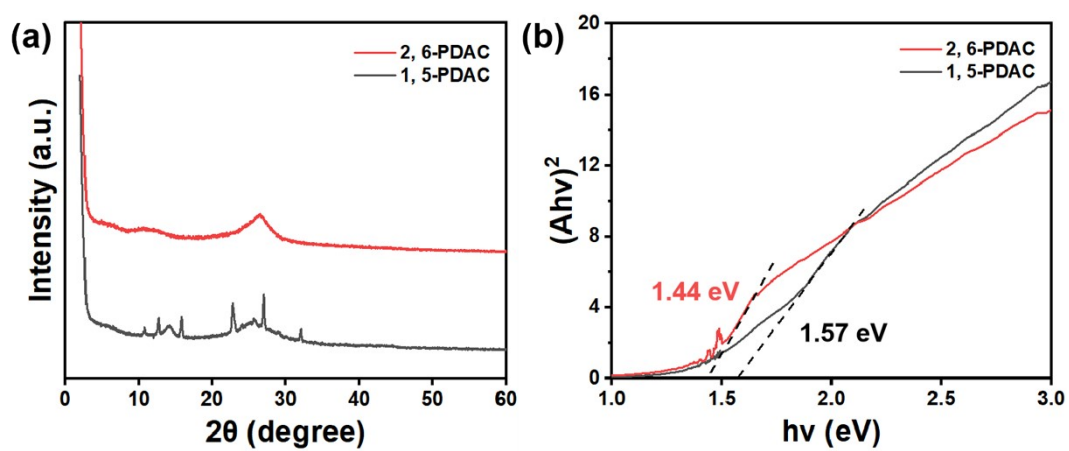 (a)
2, 6-PDAC
1, 5-PDAC
Intensity (a.u.)
0 10 20 30 40 50 60
2θ (degree)
(b)
2, 6-PDAC
1, 5-PDAC
(Ahv)²
20
16
12
8
4
0
1.44 eV
1.57 eV
1.0 1.5 2.0 2.5 3.0
hv (eV)